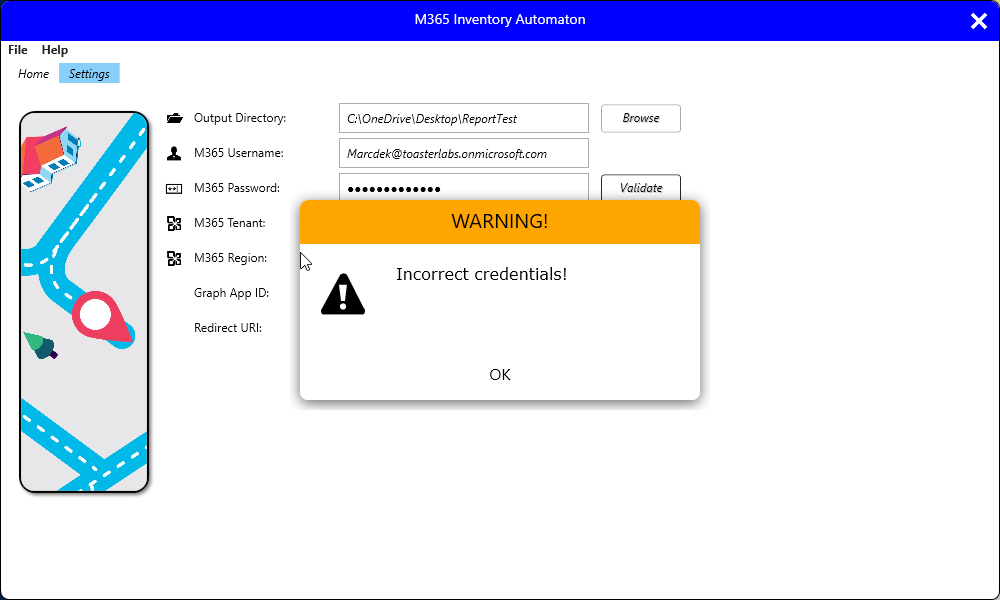 M365 Inventory Automaton
File Help
Home Settings
Output Directory: C:\OneDrive\Desktop\ReportTest Browse
M365 Username: Marcdek@toasterlabs.onmicrosoft.com
M365 Password: ●●●●●●●●●●●●● Validate
M365 Tenant:
M365 Region:
Graph App ID:
Redirect URI:
WARNING!
Incorrect credentials!
OK